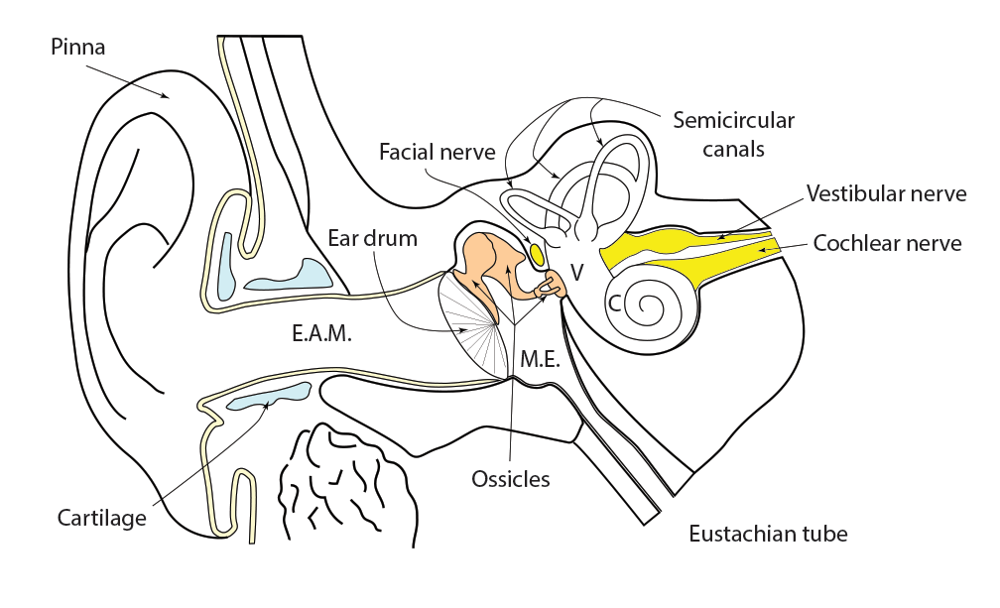 Pinna
Semicircular
canals
Facial nerve
Vestibular nerve
Ear drum
Cochlear nerve
V
C
E.A.M.
M.E.
Ossicles
Cartilage
Eustachian tube